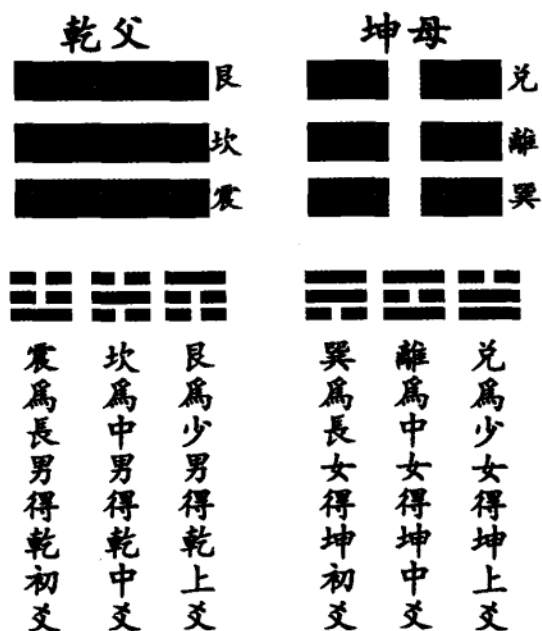 乾父
坤母
艮
坎
震
兑
離
巽
震爲長男得乾初爻
坎爲中男得乾中爻
艮爲少男得乾上爻
巽爲長女得坤初爻
離爲中女得坤中爻
兑爲少女得坤上爻